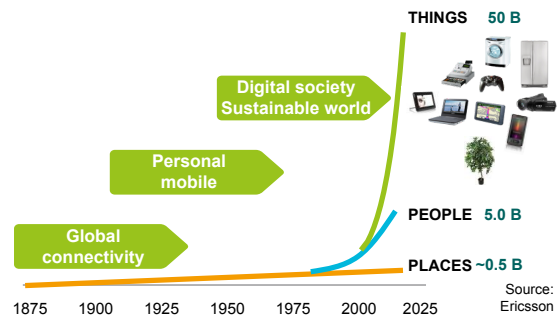 THINGS 50 B
Digital society
Sustainable world
Personal
mobile
PEOPLE 5.0 B
Global
connectivity
PLACES ~0.5 B
1875 1900 1925 1950 1975 2000 2025
Source:
Ericsson